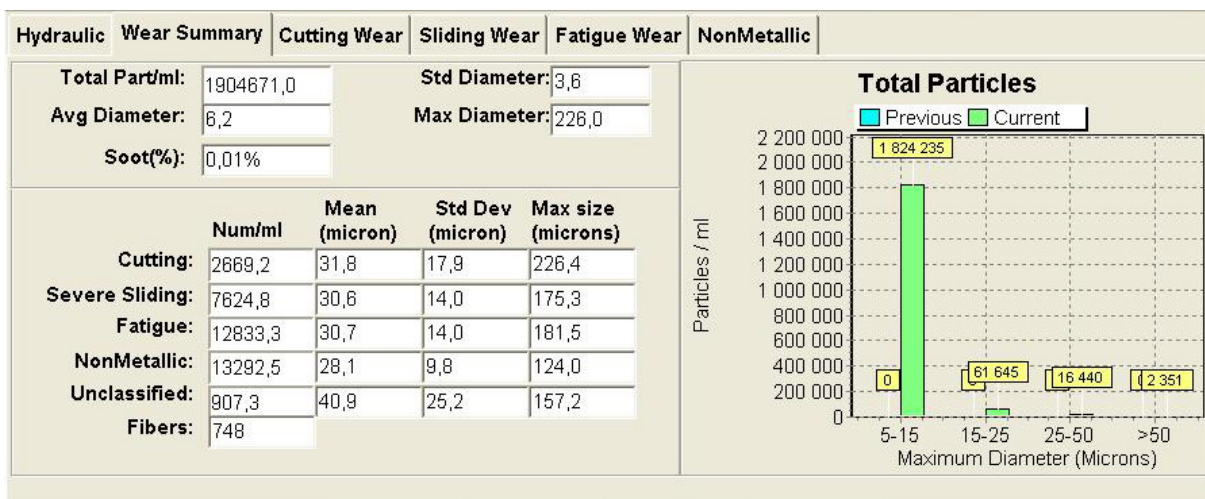 Hydraulic Wear Summary Cutting Wear Sliding Wear Fatigue Wear NonMetallic
Total Part/ml: 1904671,0 Std Diameter: 3,6
Avg Diameter: 6,2 Max Diameter: 226,0
Soot(%): 0,01%
Num/ml Mean (micron) Std Dev (micron) Max size (microns)
Cutting: 2669,2 31,8 17,9 226,4
Severe Sliding: 7624,8 30,6 14,0 175,3
Fatigue: 12833,3 30,7 14,0 181,5
NonMetallic: 13292,5 28,1 9,8 124,0
Unclassified: 907,3 40,9 25,2 157,2
Fibers: 748
Total Particles
Previous Current
Particles / ml
2 200 000
2 000 000
1 800 000
1 600 000
1 400 000
1 200 000
1 000 000
800 000
600 000
400 000
200 000
0
1 824 235
0 61 645 16 440 2 351
5-15 15-25 25-50 >50
Maximum Diameter (Microns)